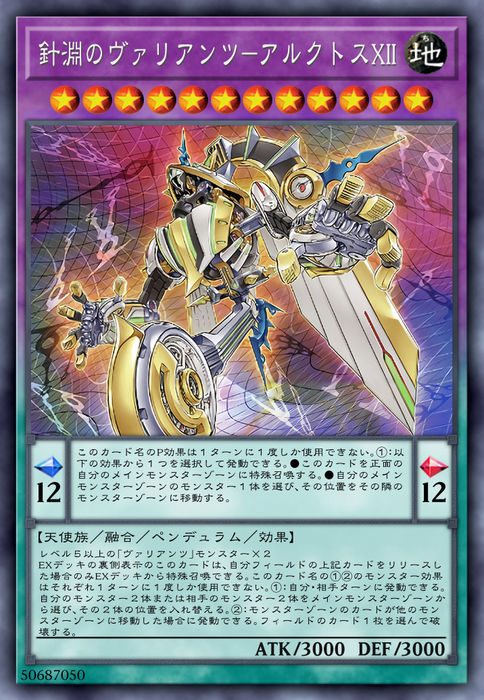 針淵のヴァリアンツ－アルクトスXII
地
このカード名のP効果は１ターンに１度しか使用できない。①：以
下の効果から１つを選択して発動できる。●このカードを正面の
自分のメインモンスターゾーンに特殊召喚する。●自分のメイン
モンスターゾーンのモンスター１体を選び、その位置をその隣の
モンスターゾーンに移動する。
12
12
【天使族／融合／ペンデュラム／効果】
レベル５以上の「ヴァリアンツ」モンスター×２
EXデッキの裏側表示のこのカードは、自分フィールドの上記カードをリリースし
た場合のみEXデッキから特殊召喚できる。このカード名の①②のモンスター効果
はそれぞれ１ターンに１度しか使用できない。①：自分・相手ターンに発動できる。
自分のモンスター２体または相手のモンスター２体をメインモンスターゾーンか
ら選び、その２体の位置を入れ替える。②：モンスターゾーンのカードが他のモン
スターゾーンに移動した場合に発動できる。フィールドのカード１枚を選んで破
壊する。
ATK/3000 DEF/3000
50687050